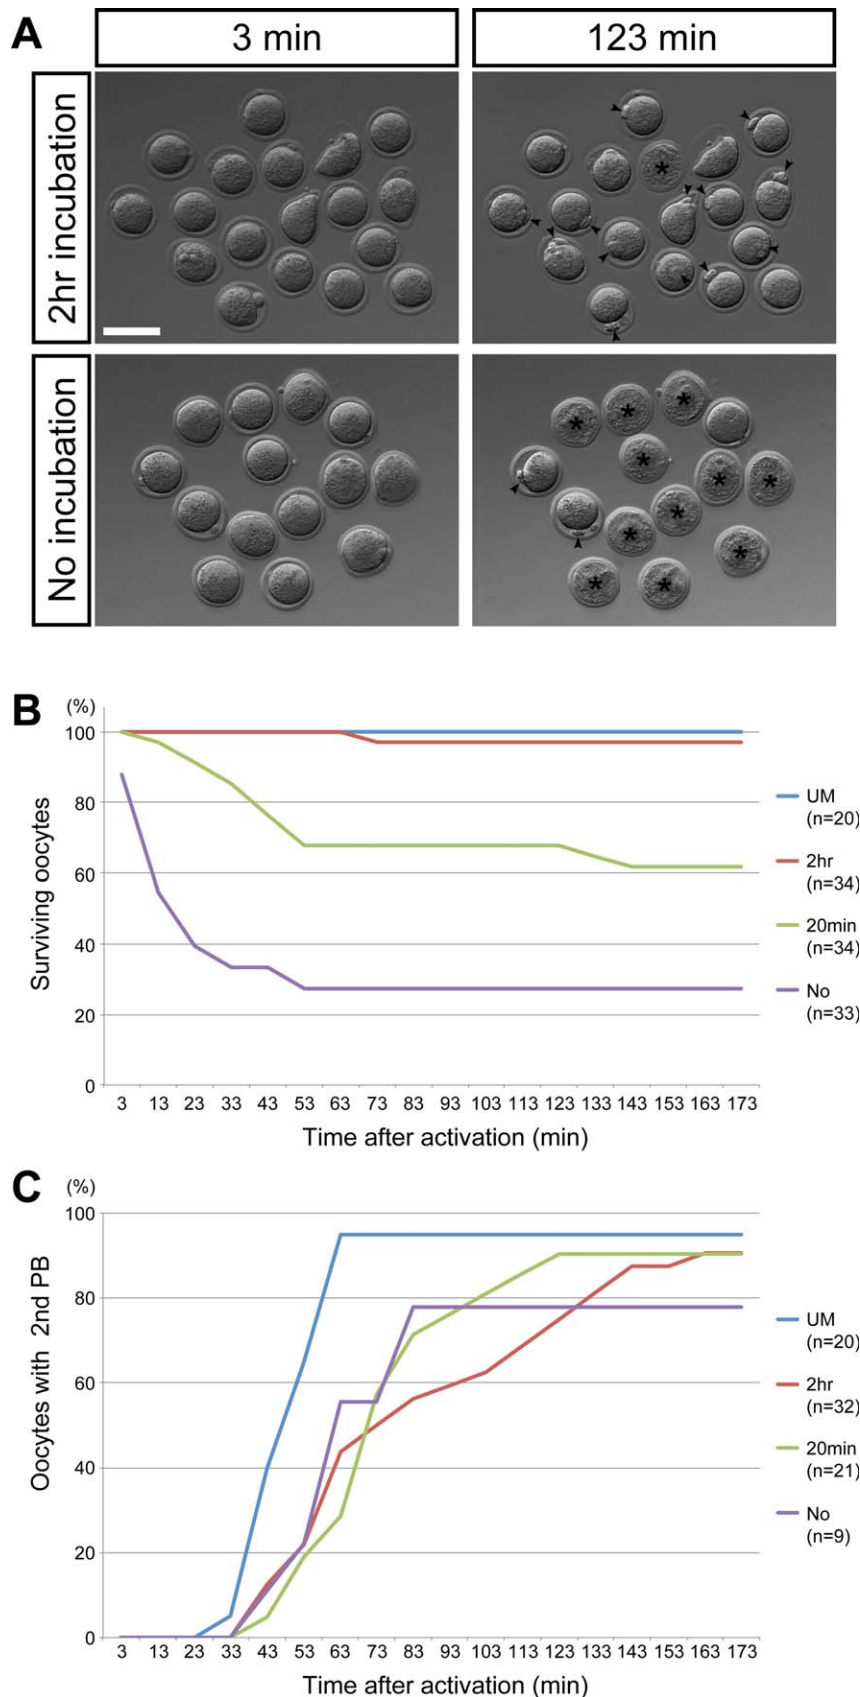 A
3 min
123 min
2hr incubation
No incubation
* * * * * * * * * * * *
B
(%)
100
80
60
40
20
0
Surviving oocytes
3 13 23 33 43 53 63 73 83 93 103 113 123 133 143 153 163 173
Time after activation (min)
UM
(n=20)
2hr
(n=34)
20min
(n=34)
No
(n=33)
C
(%)
100
80
60
40
20
0
Oocytes with 2nd PB
3 13 23 33 43 53 63 73 83 93 103 113 123 133 143 153 163 173
Time after activation (min)
UM
(n=20)
2hr
(n=32)
20min
(n=21)
No
(n=9)